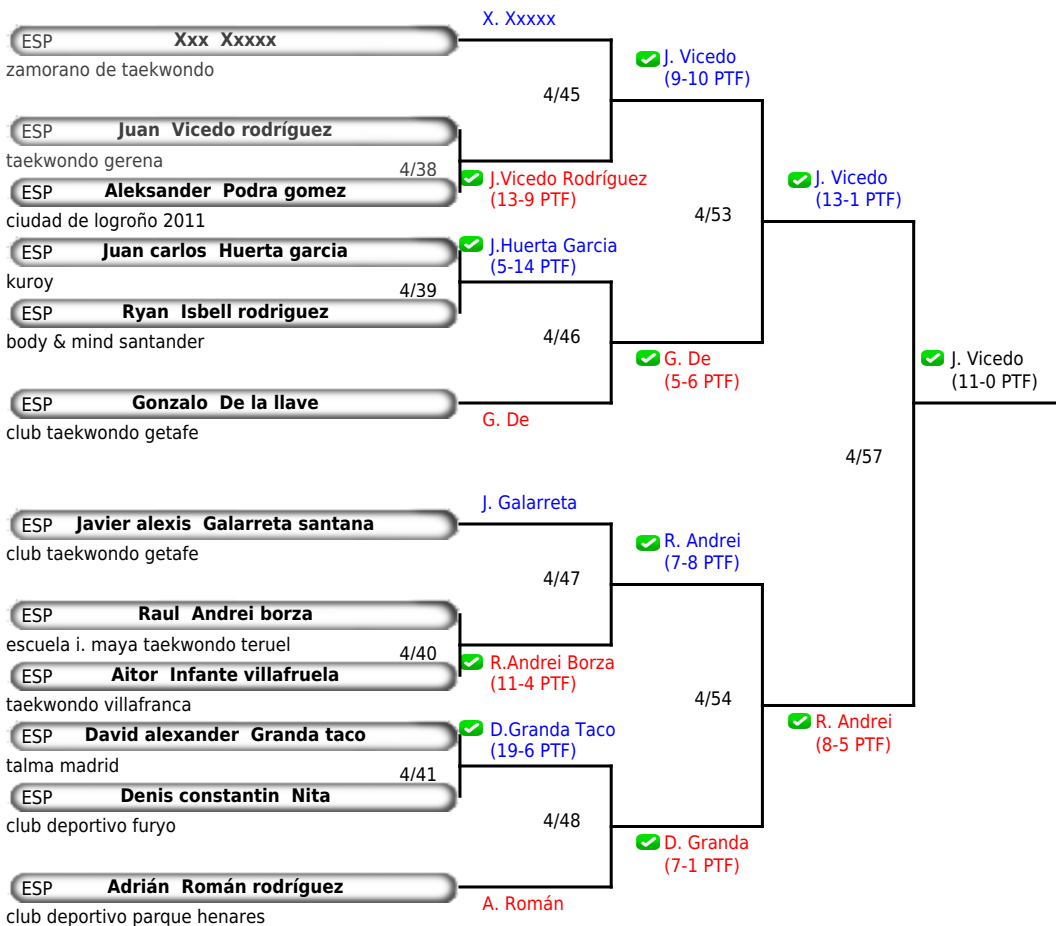 X. Xxxxx
ESP Xxx Xxxxx
zamorano de taekwondo
J. Vicedo
(9-10 PTF)
4/45
ESP Juan Vicedo rodríguez
taekwondo gerena
4/38
J.Vicedo Rodríguez
(13-9 PTF)
ESP Aleksander Podra gomez
ciudad de logroño 2011
J. Vicedo
(13-1 PTF)
4/53
ESP Juan carlos Huerta garcia
kuroy
J.Huerta Garcia
(5-14 PTF)
4/39
ESP Ryan Isbell rodriguez
body & mind santander
4/46
G. De
(5-6 PTF)
J. Vicedo
(11-0 PTF)
ESP Gonzalo De la llave
club taekwondo getafe
G. De
4/57
J. Galarreta
ESP Javier alexis Galarreta santana
club taekwondo getafe
R. Andrei
(7-8 PTF)
4/47
ESP Raul Andrei borza
escuela i. maya taekwondo teruel
4/40
R.Andrei Borza
(11-4 PTF)
ESP Aitor Infante villafruela
taekwondo villafranca
4/54
R. Andrei
(8-5 PTF)
ESP David alexander Granda taco
talma madrid
D.Granda Taco
(19-6 PTF)
4/41
ESP Denis constantin Nita
club deportivo furyo
4/48
D. Granda
(7-1 PTF)
ESP Adrián Román rodríguez
club deportivo parque henares
A. Román